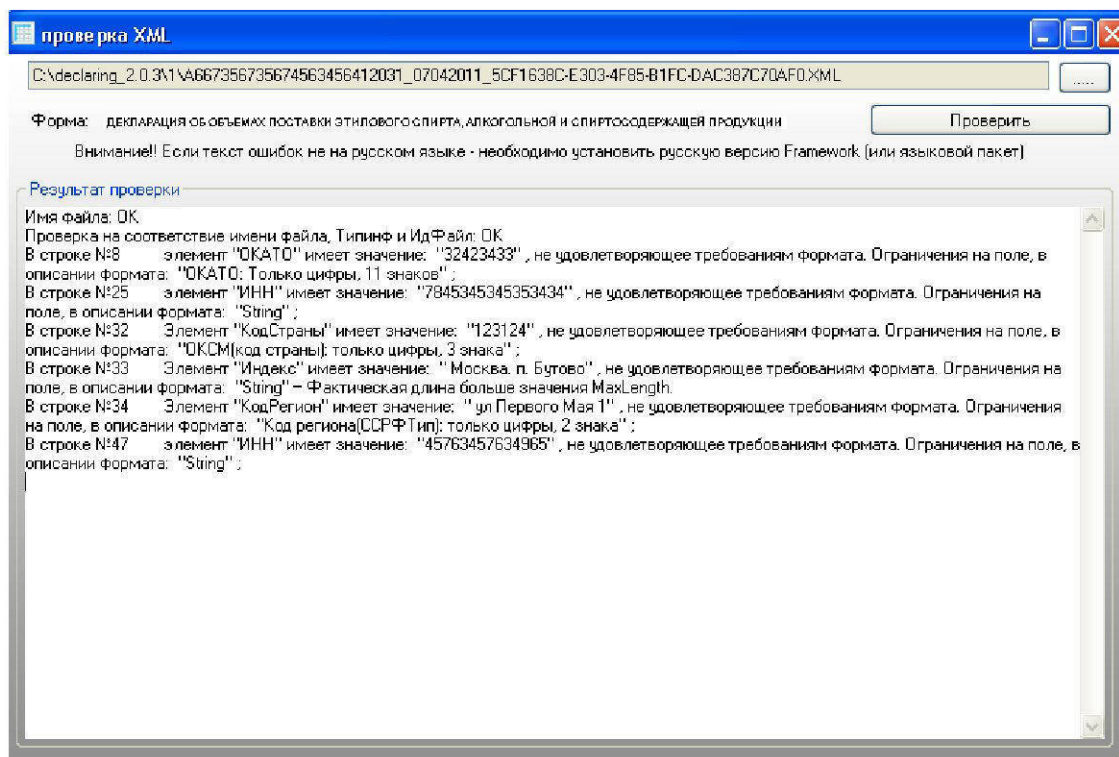 проверка XML
C:\declaring_2.0.3\1\A667356735674563456412031_07042011_5CF1638C-E303-4F85-B1FC-DAC387C70AF0.XML
.....
Форма: ДЕКЛАРАЦИЯ ОБ ОБЪЕМАХ ПОСТАВКИ ЭТИЛОВОГО СПИРТА, АЛКОГОЛЬНОЙ И СПИРТОСОДЕРЖАЩЕЙ ПРОДУКЦИИ
Проверить
Внимание!! Если текст ошибок не на русском языке - необходимо установить русскую версию Framework (или языковой пакет)
Результат проверки
Имя файла: ОК
Проверка на соответствие имени файла, Типинф и ИдФайл: ОК
В строке №8 элемент "ОКАТО" имеет значение: "32423433" , не удовлетворяющее требованиям формата. Ограничения на поле, в
описании формата: "ОКАТО: Только цифры, 11 знаков" ;
В строке №25 элемент "ИНН" имеет значение: "7845345345353434" , не удовлетворяющее требованиям формата. Ограничения на
поле, в описании формата: "String" ;
В строке №32 Элемент "КодСтраны" имеет значение: "123124" , не удовлетворяющее требованиям формата. Ограничения на поле, в
описании формата: "ОКСМ(код страны): только цифры, 3 знака" ;
В строке №33 Элемент "Индекс" имеет значение: " Москва. п. Бутово" , не удовлетворяющее требованиям формата. Ограничения на
поле, в описании формата: "String" – Фактическая длина больше значения MaxLength.
В строке №34 Элемент "КодРегион" имеет значение: " ул Первого Мая 1" , не удовлетворяющее требованиям формата. Ограничения
на поле, в описании формата: "Код региона(ССРФТип): только цифры, 2 знака" ;
В строке №47 элемент "ИНН" имеет значение: "45763457634965" , не удовлетворяющее требованиям формата. Ограничения на поле, в
описании формата: "String" ;